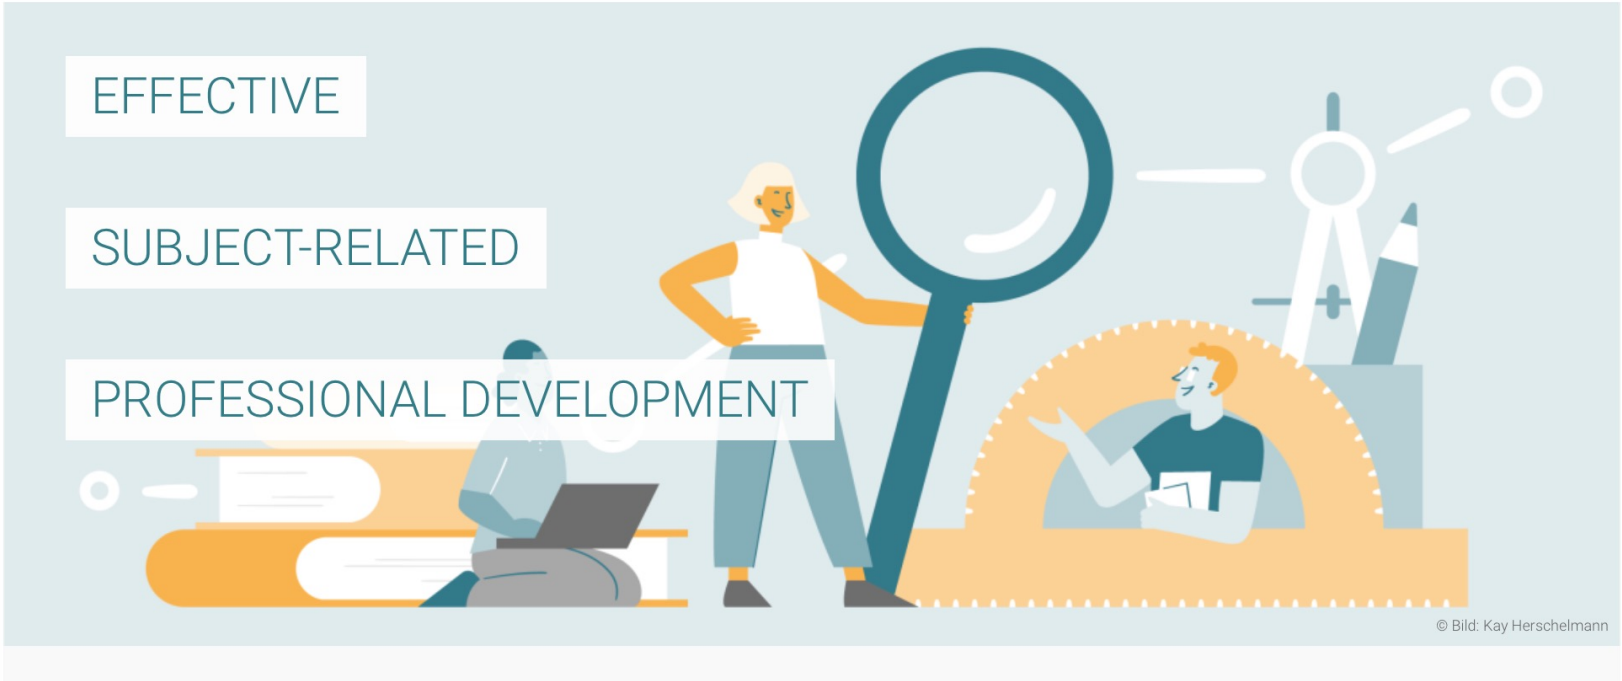 EFFECTIVE
SUBJECT-RELATED
PROFESSIONAL DEVELOPMENT
© Bild: Kay Herschelmann